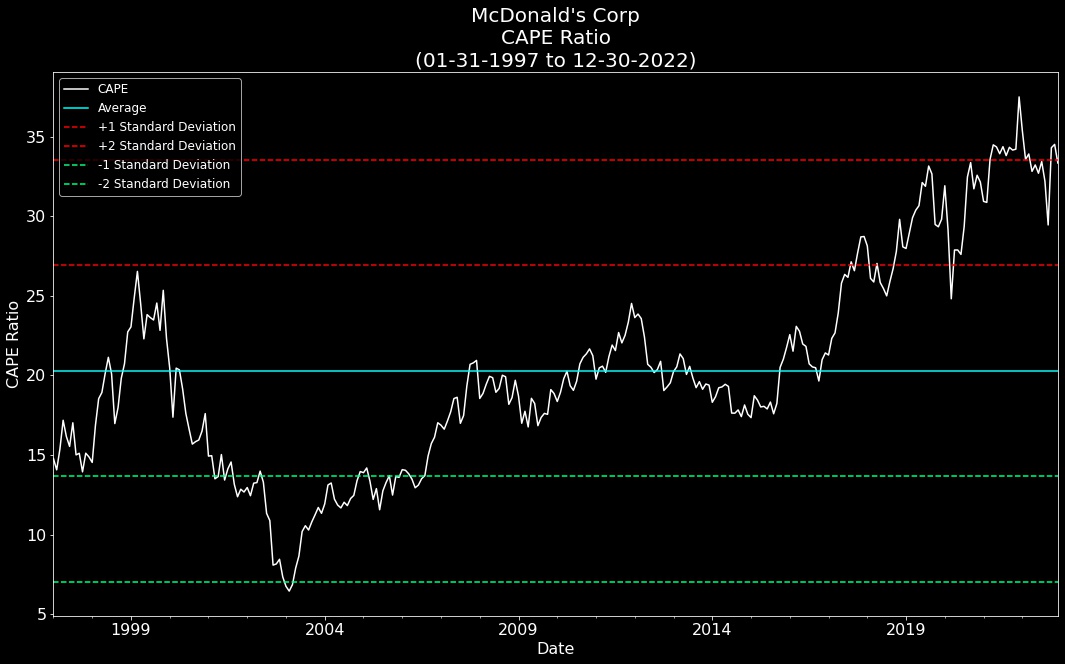 McDonald's Corp
CAPE Ratio
(01-31-1997 to 12-30-2022)
CAPE
Average
+1 Standard Deviation
+2 Standard Deviation
-1 Standard Deviation
-2 Standard Deviation
CAPE Ratio
35
30
25
20
15
10
5
1999
2004
2009
2014
2019
Date